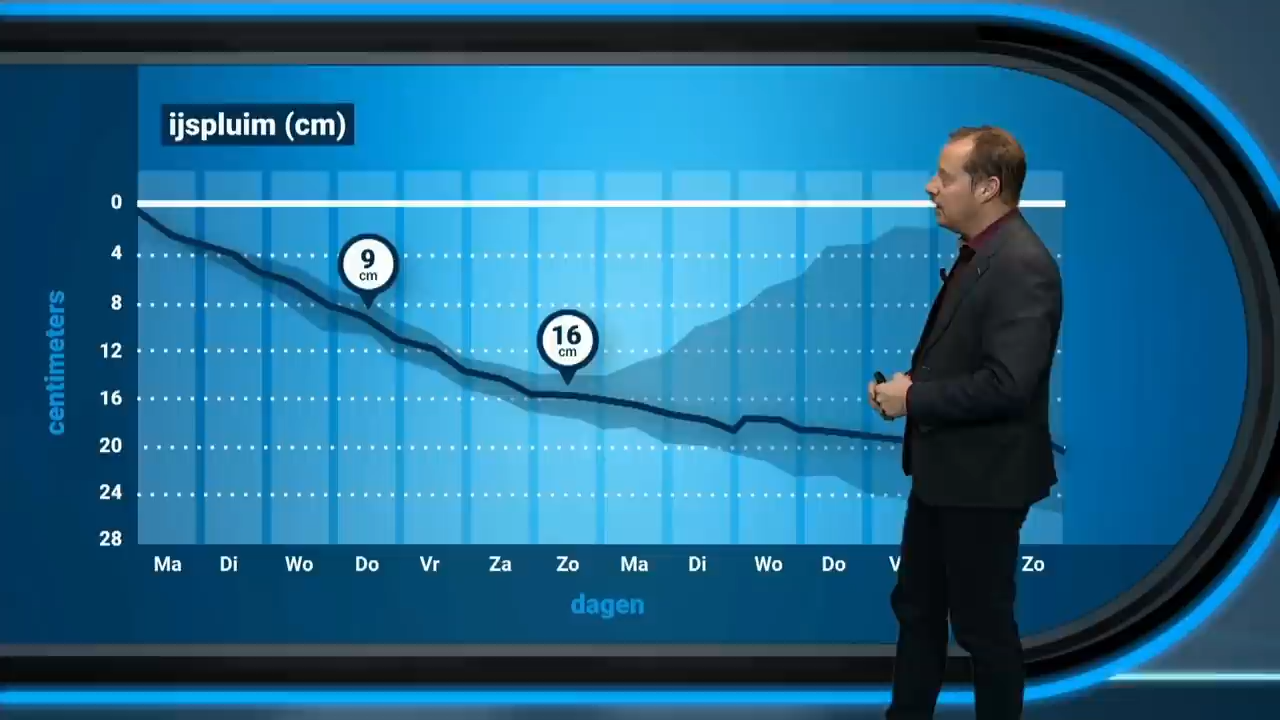 ijspluim (cm)
0
4
8
12
16
20
24
28
centimeters
9
cm
16
cm
Ma Di Wo Do Vr Za Zo Ma Di Wo Do V Zo
dagen